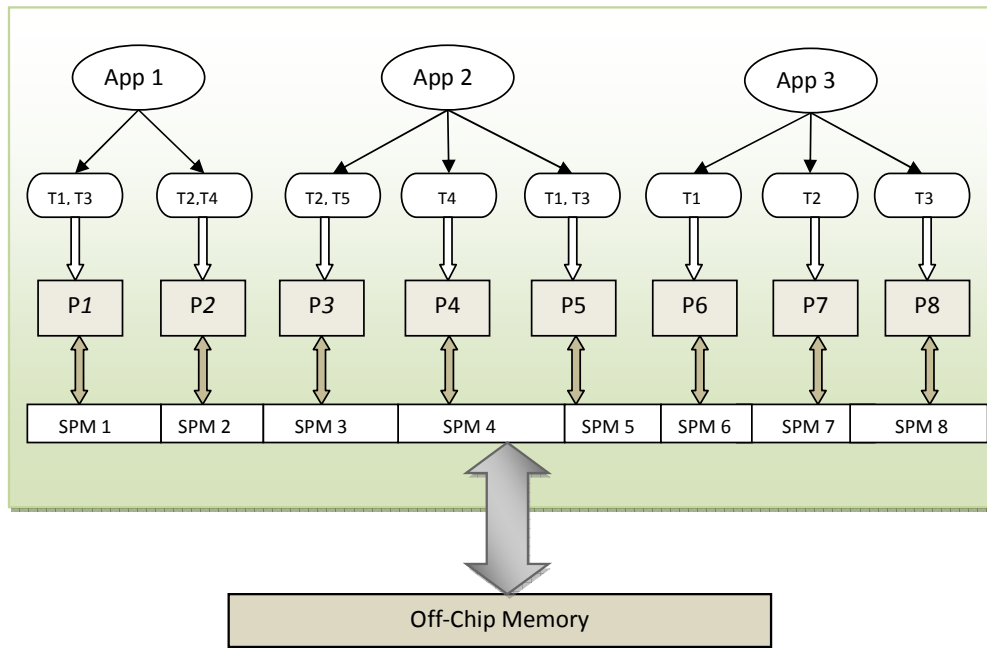 App 1
App 2
App 3
T1, T3
T2,T4
T2, T5
T4
T1, T3
T1
T2
T3
P1
P2
P3
P4
P5
P6
P7
P8
SPM 1
SPM 2
SPM 3
SPM 4
SPM 5
SPM 6
SPM 7
SPM 8
Off-Chip Memory